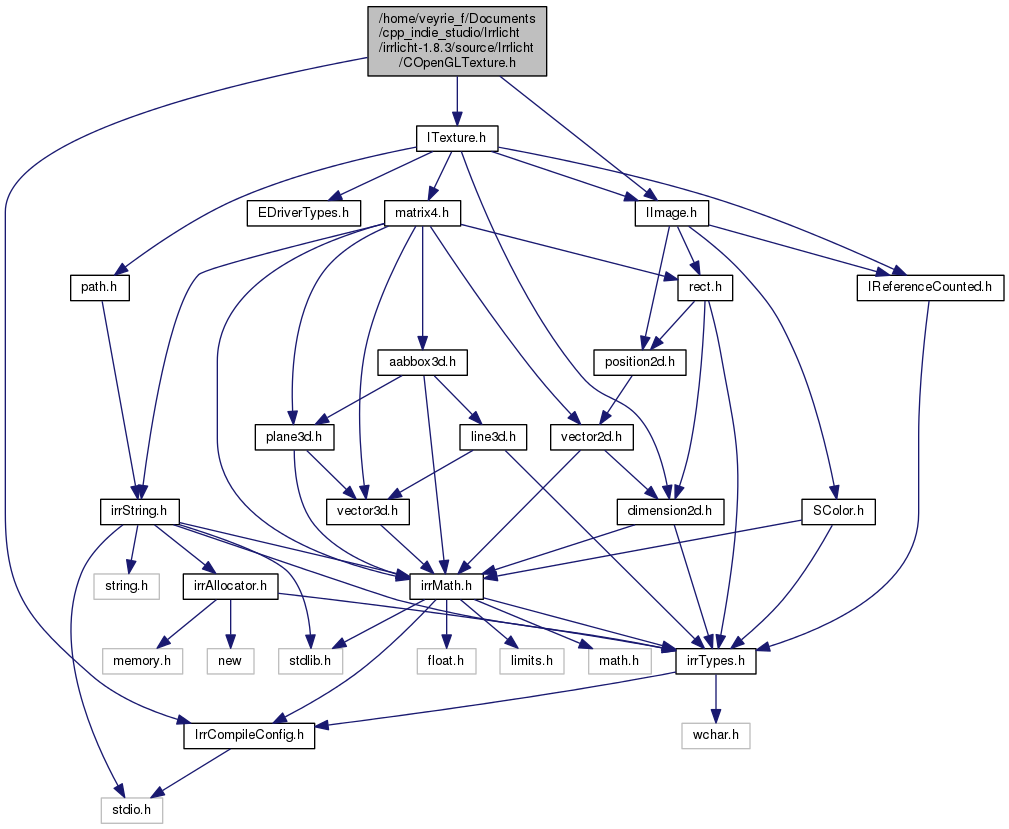 /home/veyrie_f/Documents
/cpp_indie_studio/Irrlicht
/irrlicht-1.8.3/source/Irrlicht
/COpenGLTexture.h
ITexture.h
EDriverTypes.h
matrix4.h
IImage.h
path.h
rect.h
IReferenceCounted.h
aabbox3d.h
position2d.h
plane3d.h
line3d.h
vector2d.h
irrString.h
vector3d.h
dimension2d.h
SColor.h
string.h
irrAllocator.h
irrMath.h
memory.h
new
stdlib.h
float.h
limits.h
math.h
irrTypes.h
IrrCompileConfig.h
wchar.h
stdio.h